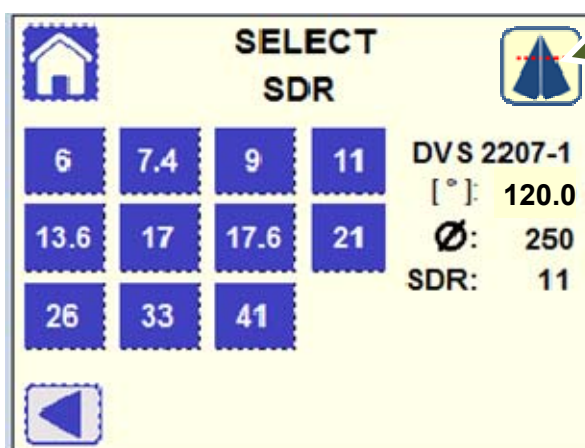 SELECT
SDR
6 7.4 9 11
13.6 17 17.6 21
26 33 41
DVS 2207-1
[°]: 120.0
Ø: 250
SDR: 11